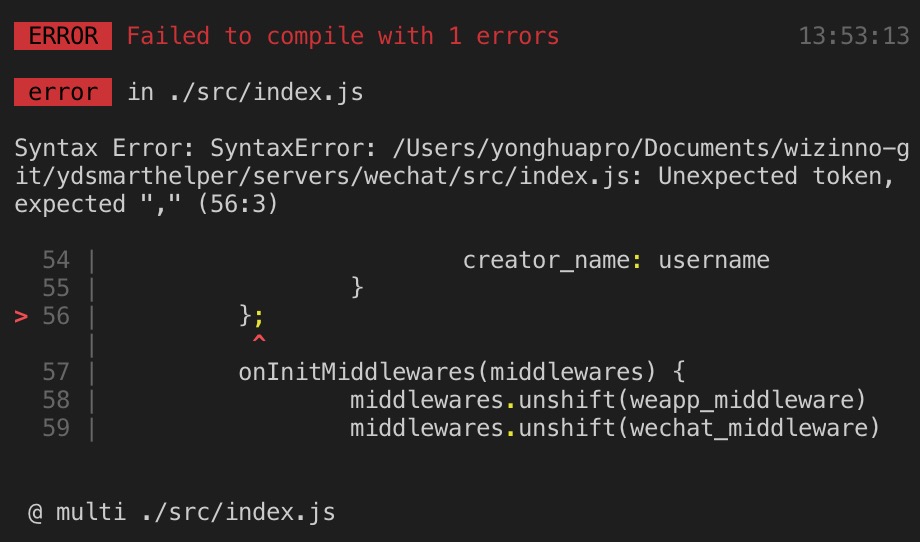 ERROR Failed to compile with 1 errors 13:53:13
error in ./src/index.js
Syntax Error: SyntaxError: /Users/yonghuapro/Documents/wizinno-g
it/ydsmarthelper/servers/wechat/src/index.js: Unexpected token,
expected "," (56:3)
54 | creator_name: username
55 | }
> 56 | };
| ^
57 | onInitMiddlewares(middlewares) {
58 | middlewares.unshift(weapp_middleware)
59 | middlewares.unshift(wechat_middleware)
@ multi ./src/index.js